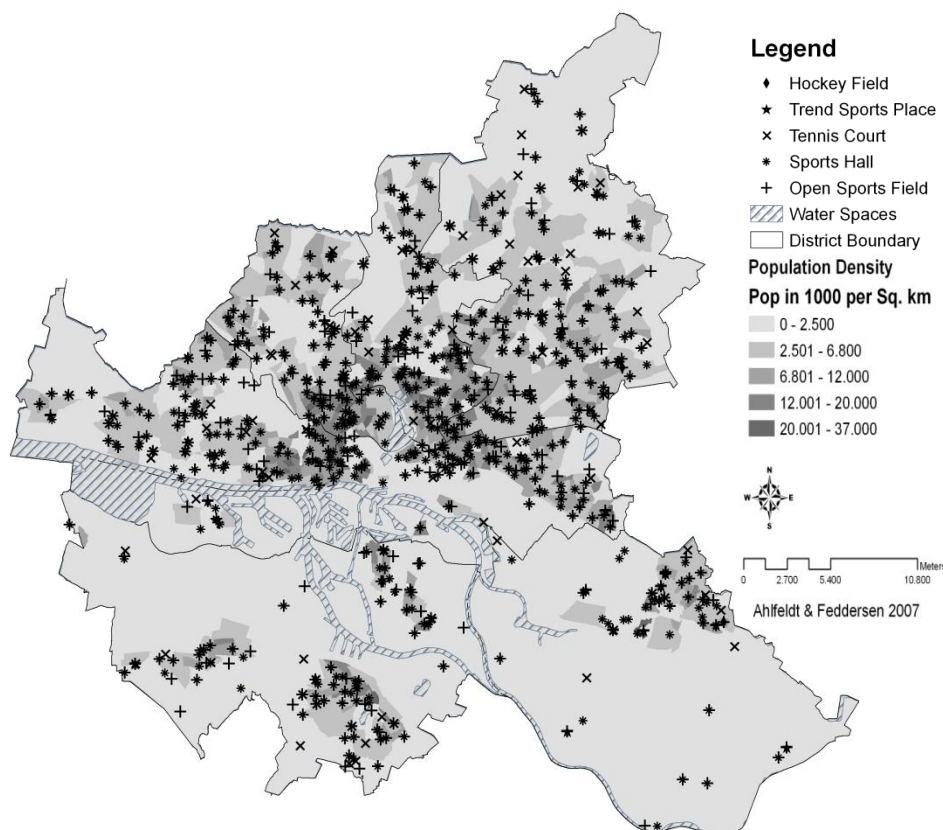 Legend
Hockey Field
Trend Sports Place
Tennis Court
Sports Hall
Open Sports Field
Water Spaces
District Boundary
Population Density
Pop in 1000 per Sq. km
0 - 2.500
2.501 - 6.800
6.801 - 12.000
12.001 - 20.000
20.001 - 37.000
N
W E
S
Meters
0 2.700 5.400 10.800
Ahlfeldt & Feddersen 2007